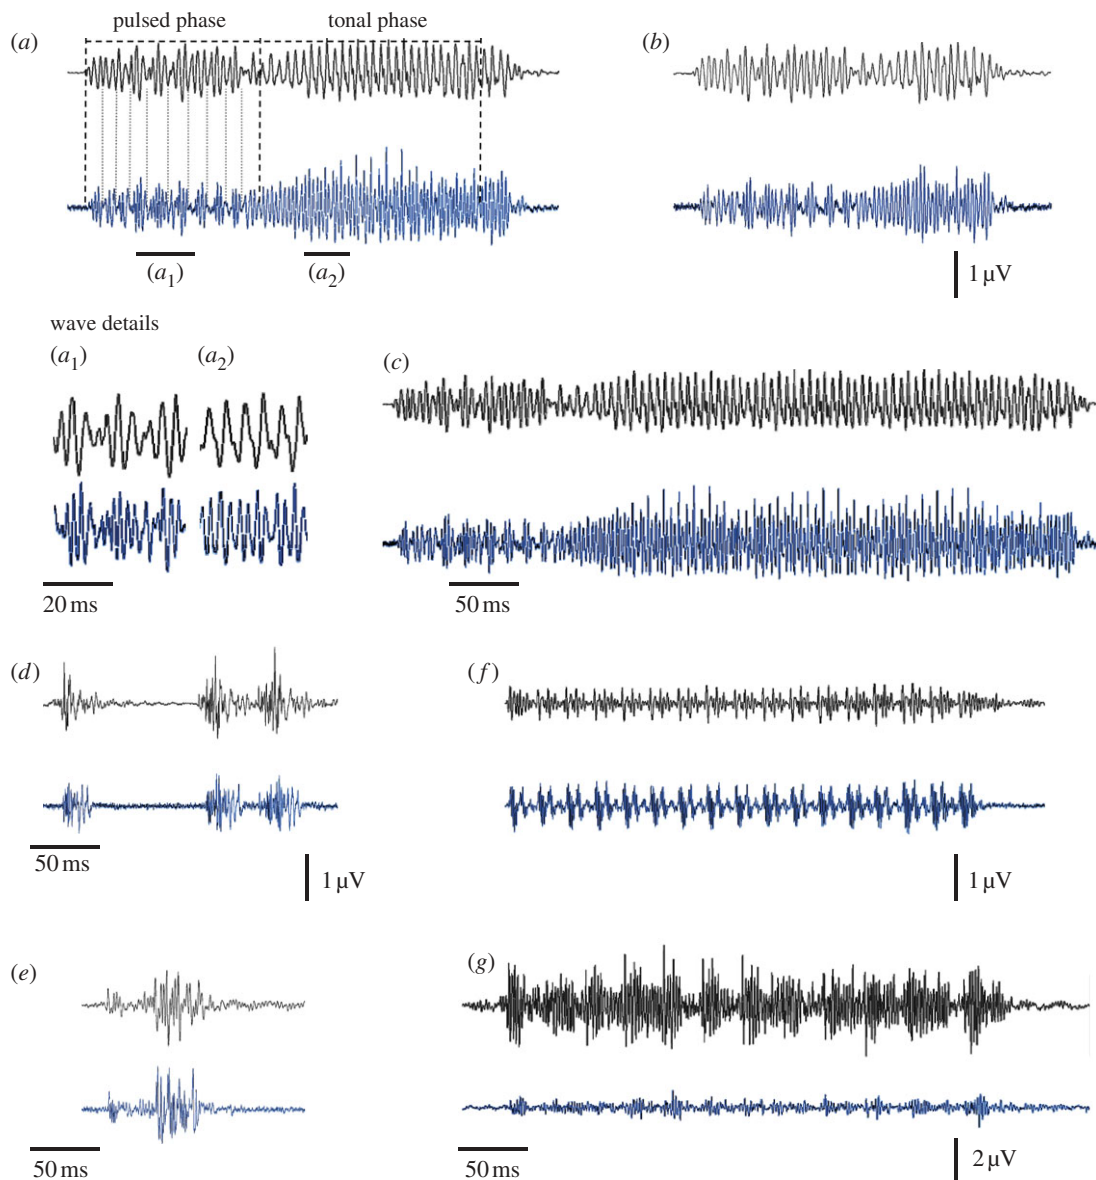 pulsed phase tonal phase
(a) (b)
(a1) (a2)
1 µV
wave details
(a1) (a2) (c)
20 ms 50 ms
(d) (f)
50 ms
1 µV 1 µV
(e) (g)
50 ms 50 ms 2 µV